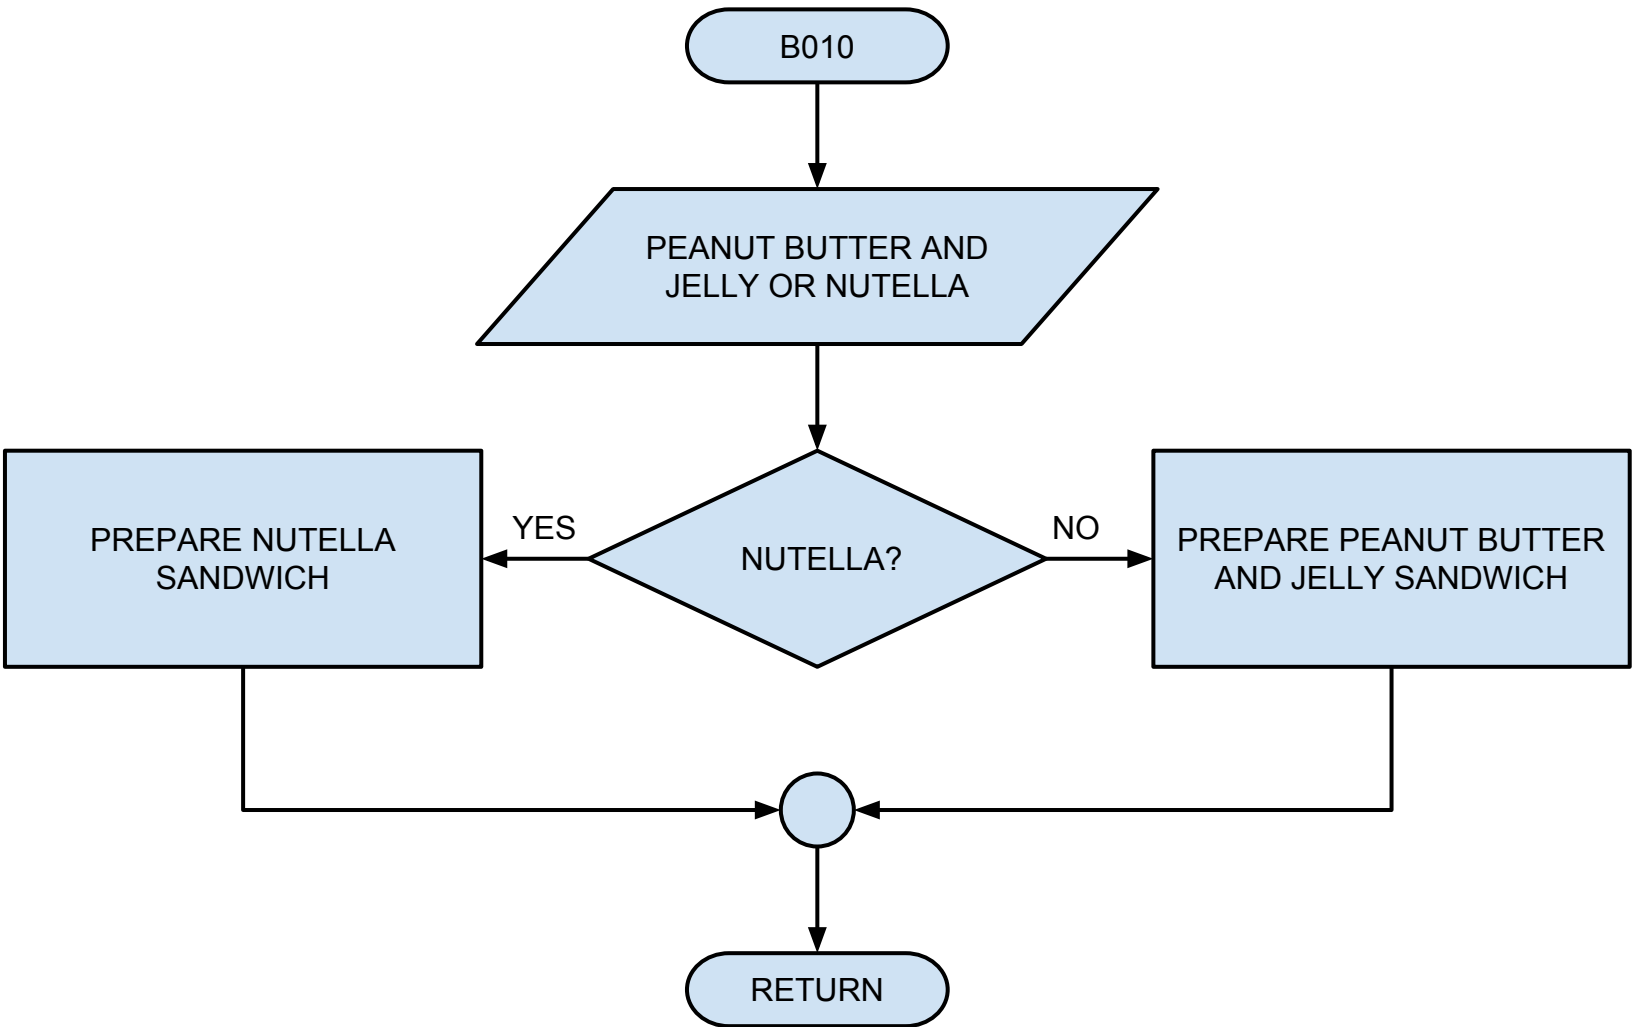 B010
PEANUT BUTTER AND
JELLY OR NUTELLA
YES
NO
PREPARE NUTELLA
SANDWICH
NUTELLA?
PREPARE PEANUT BUTTER
AND JELLY SANDWICH
RETURN